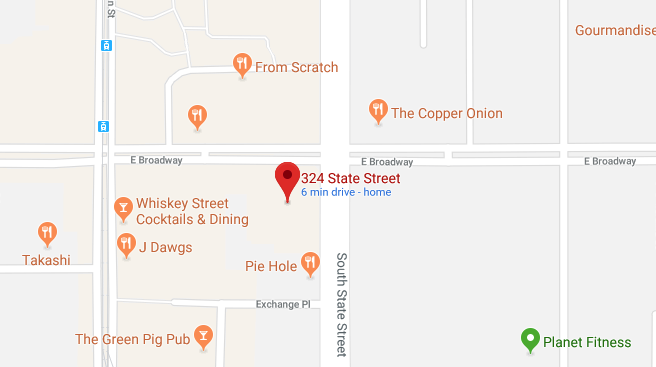 n St
Gourmandise
From Scratch
The Copper Onion
E Broadway
E Broadway
E Broadway
324 State Street
6 min drive - home
Whiskey Street
Cocktails & Dining
J Dawgs
Takashi
Pie Hole
South State Street
Exchange Pl
The Green Pig Pub
Planet Fitness